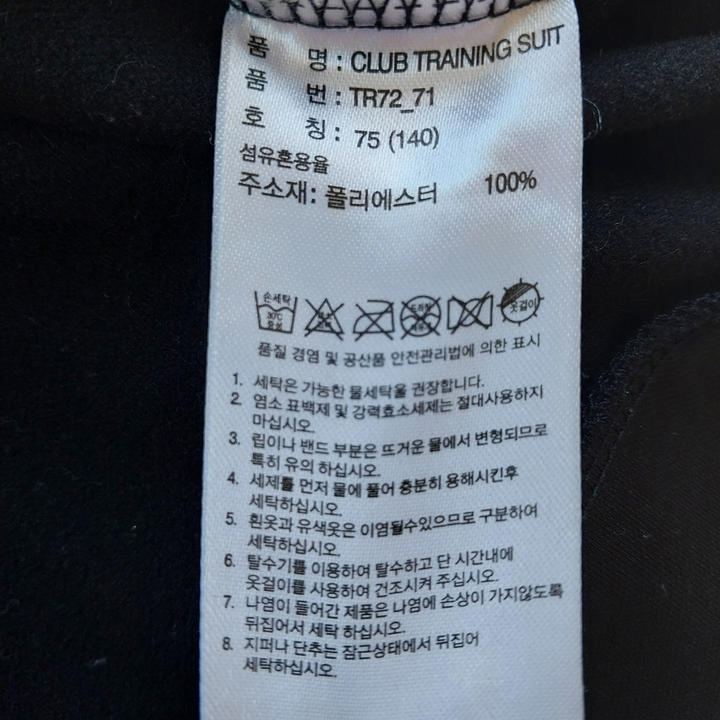 품 명 : CLUB TRAINING SUIT
품 번 : TR72_71
호 칭 : 75 (140)
섬유혼용율
주소재: 폴리에스터 100%
손세탁 30℃ 중성 염소 표백 드라이 옷걸이
품질 경영 및 공산품 안전관리법에 의한 표시
1. 세탁은 가능한 물세탁을 권장합니다.
2. 염소 표백제 및 강력효소세제는 절대사용하지
마십시오.
3. 립이나 밴드 부분은 뜨거운 물에서 변형되므로
특히 유의 하십시오.
4. 세제를 먼저 물에 풀어 충분히 용해시킨후
세탁하십시오.
5. 흰옷과 유색옷은 이염될수있으므로 구분하여
세탁하십시오.
6. 탈수기를 이용하여 탈수하고 단 시간내에
옷걸이를 사용하여 건조시켜 주십시오.
7. 나염이 들어간 제품은 나염에 손상이 가지않도록
뒤집어서 세탁 하십시오.
8. 지퍼나 단추는 잠근상태에서 뒤집어
세탁하십시오.